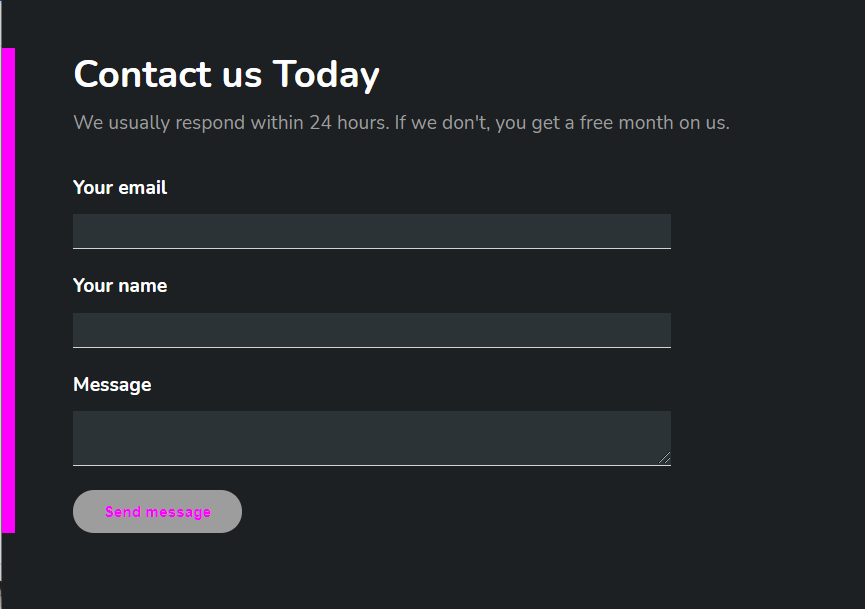 Contact us Today
We usually respond within 24 hours. If we don't, you get a free month on us.
Your email
Your name
Message
Send message